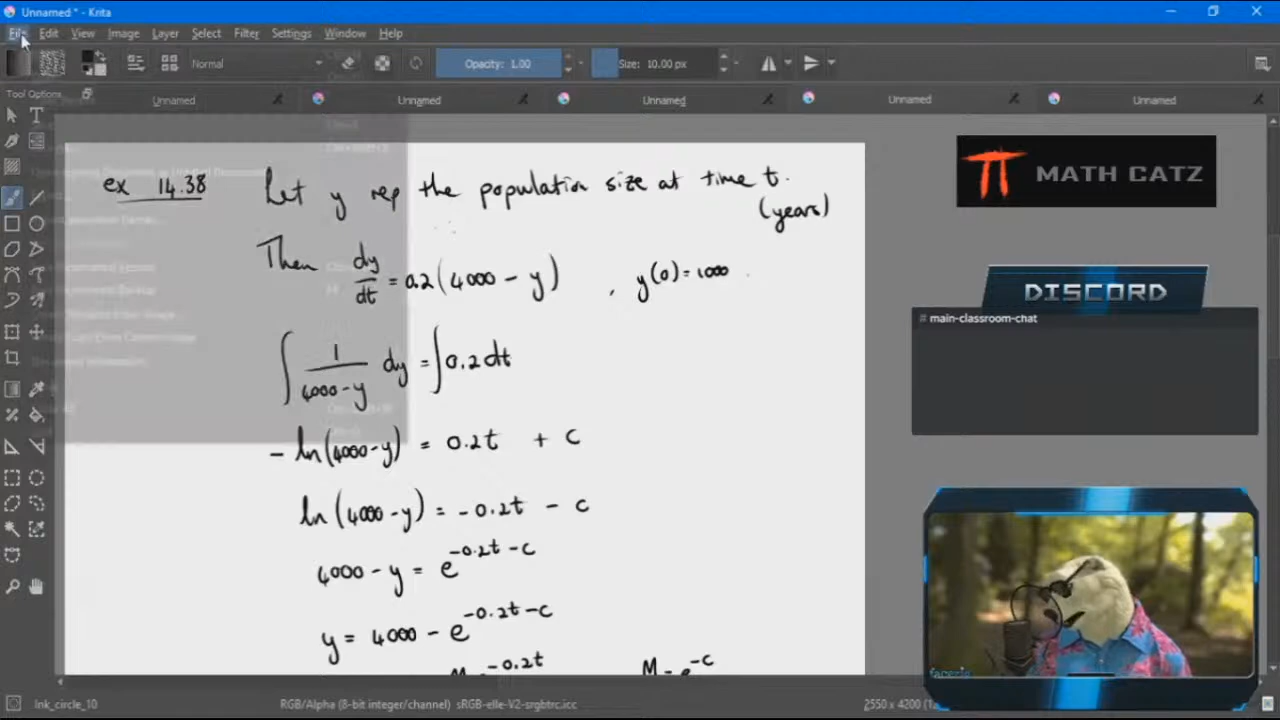 Unnamed * - Krita
File Edit View Image Layer Select Filter Settings Window Help
Normal
Opacity: 1.00
Size: 10.00 px
Tool Options
Unnamed Unnamed Unnamed Unnamed Unnamed
ex 14.38 Let y rep the population size at time t.
(years)
Then dy/dt = 0.2(4000 - y) , y(0) = 1000
∫ 1/(4000-y) dy = ∫ 0.2 dt
- ln(4000-y) = 0.2t + c
ln(4000-y) = -0.2t - c
4000 - y = e^(-0.2t-c)
y = 4000 - e^(-0.2t-c)
M e^(-0.2t) M = e^(-c)
MATH CATZ
DISCORD
# main-classroom-chat
facerig
Ink_circle_10
RGB/Alpha (8-bit integer/channel) sRGB-elle-V2-srgbtrc.icc
2550 x 4200